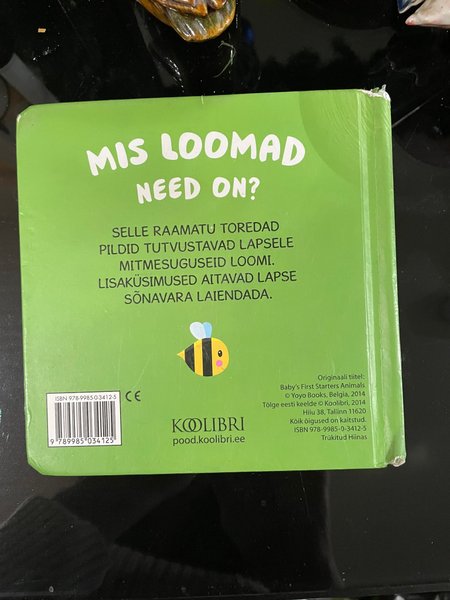 MIS LOOMAD
NEED ON?
SELLE RAAMATU TOREDAD
PILDID TUTVUSTAVAD LAPSELE
MITMESUGUSEID LOOMI.
LISAKÜSIMUSED AITAVAD LAPSE
SÕNAVARA LAIENDADA.
ISBN 978-9985-0-3412-5
9 789985 034125
CE
KOOLIBRI
pood.koolibri.ee
Originaali tiitel:
Baby's First Starters Animals
© Yoyo Books, Belgia, 2014
Tõlge eesti keelde © Koolibri, 2014
Hiiu 38, Tallinn 11620
Kõik õigused on kaitstud.
ISBN 978-9985-0-3412-5
Trükitud Hiinas